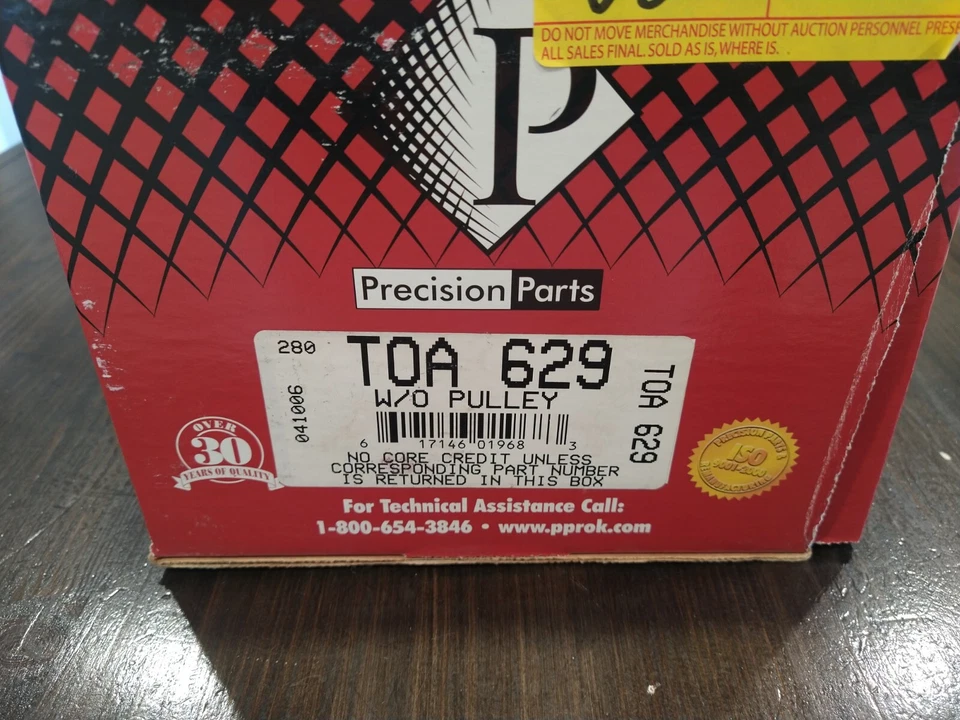 DO NOT MOVE MERCHANDISE WITHOUT AUCTION PERSONNEL PRESE
ALL SALES FINAL. SOLD AS IS, WHERE IS.
P
Precision Parts
280
TOA 629
W/O PULLEY
041006
TOA 629
6 17146 01968 3
NO CORE CREDIT UNLESS
CORRESPONDING PART NUMBER
IS RETURNED IN THIS BOX
OVER
30
YEARS OF QUALITY
ISO
For Technical Assistance Call:
1-800-654-3846 • www.pprok.com